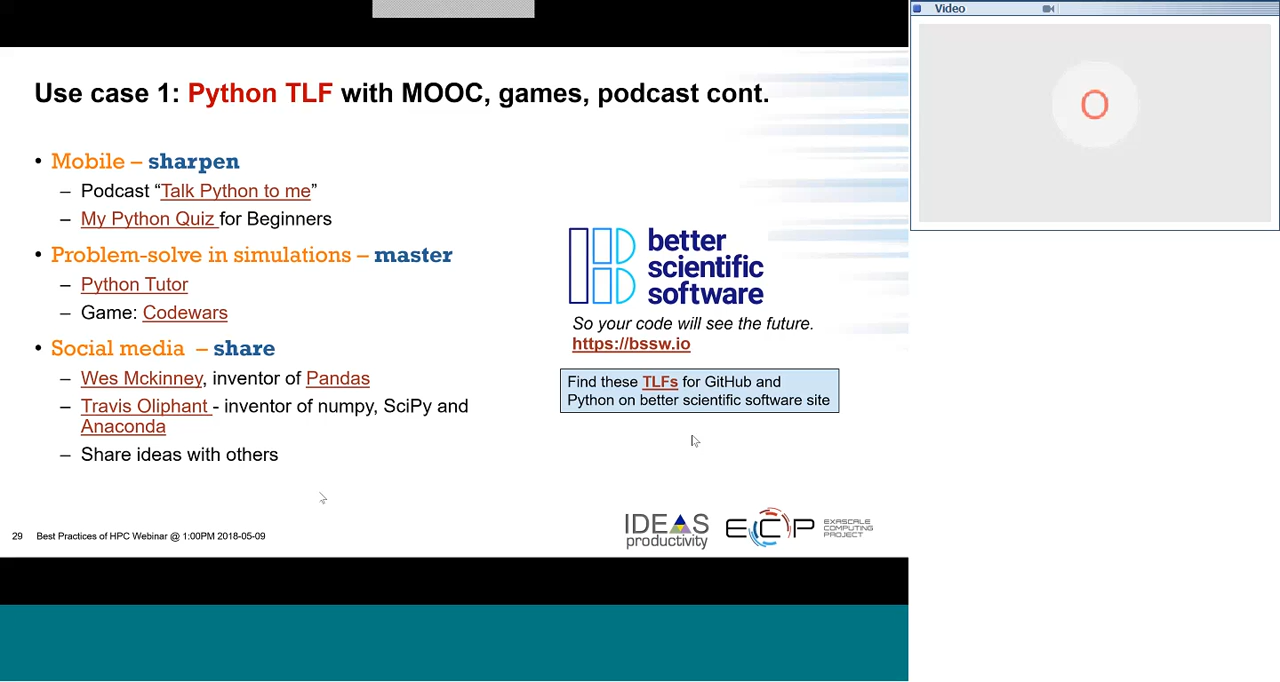 Video
O
Use case 1: Python TLF with MOOC, games, podcast cont.
• Mobile – sharpen
– Podcast “Talk Python to me”
– My Python Quiz for Beginners
• Problem-solve in simulations – master
– Python Tutor
– Game: Codewars
• Social media – share
– Wes Mckinney, inventor of Pandas
– Travis Oliphant - inventor of numpy, SciPy and
Anaconda
– Share ideas with others
better
scientific
software
So your code will see the future.
https://bssw.io
Find these TLFs for GitHub and
Python on better scientific software site
IDEAS
productivity
ECP
EXASCALE
COMPUTING
PROJECT
29 Best Practices of HPC Webinar @ 1:00PM 2018-05-09